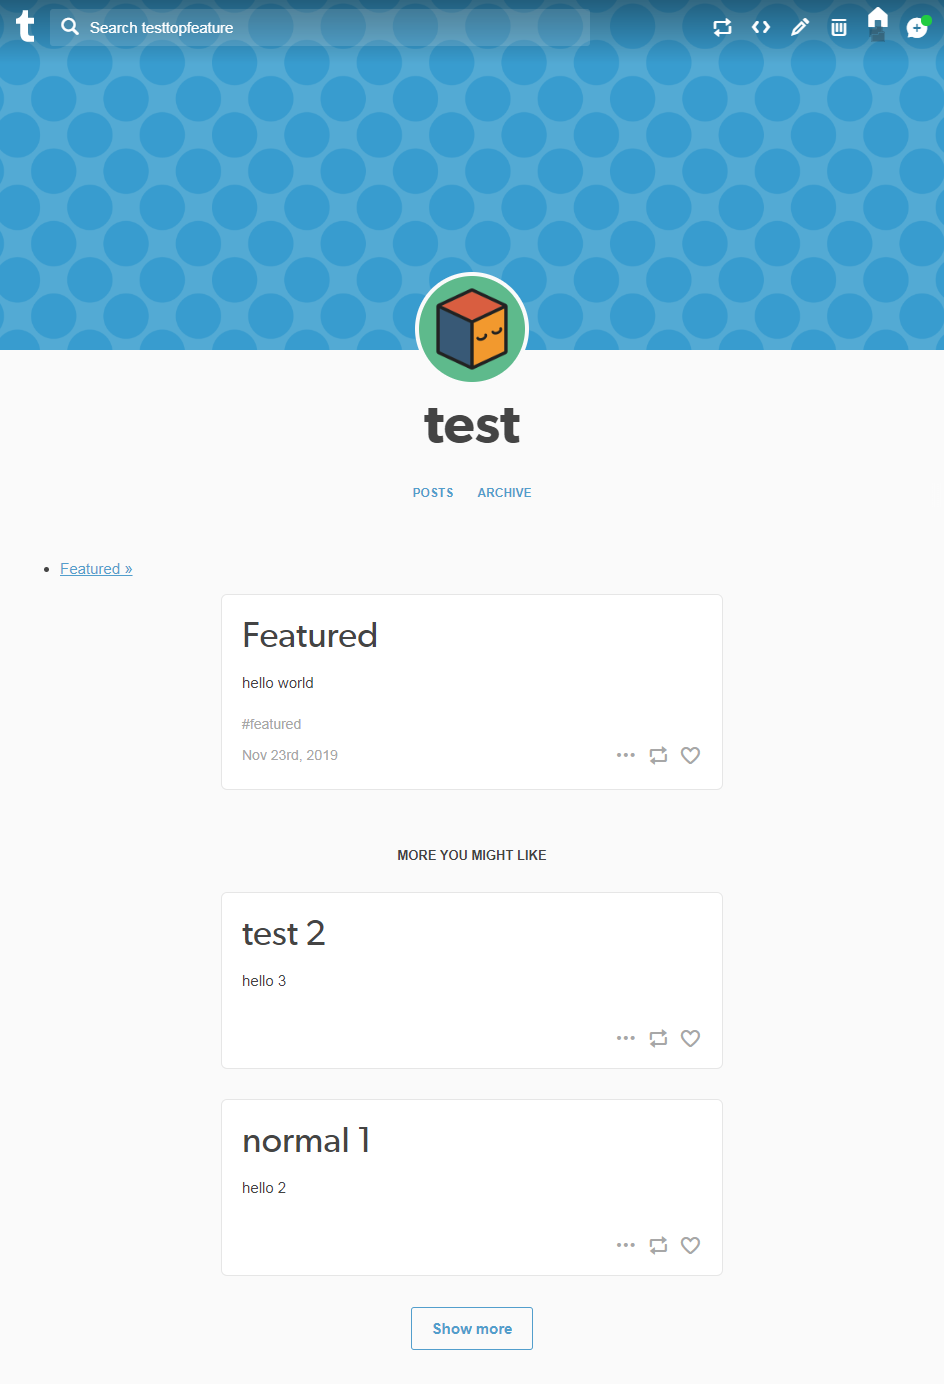 Search testtopfeature
test
POSTS ARCHIVE
Featured »
Featured
hello world
#featured
Nov 23rd, 2019
MORE YOU MIGHT LIKE
test 2
hello 3
normal 1
hello 2
Show more